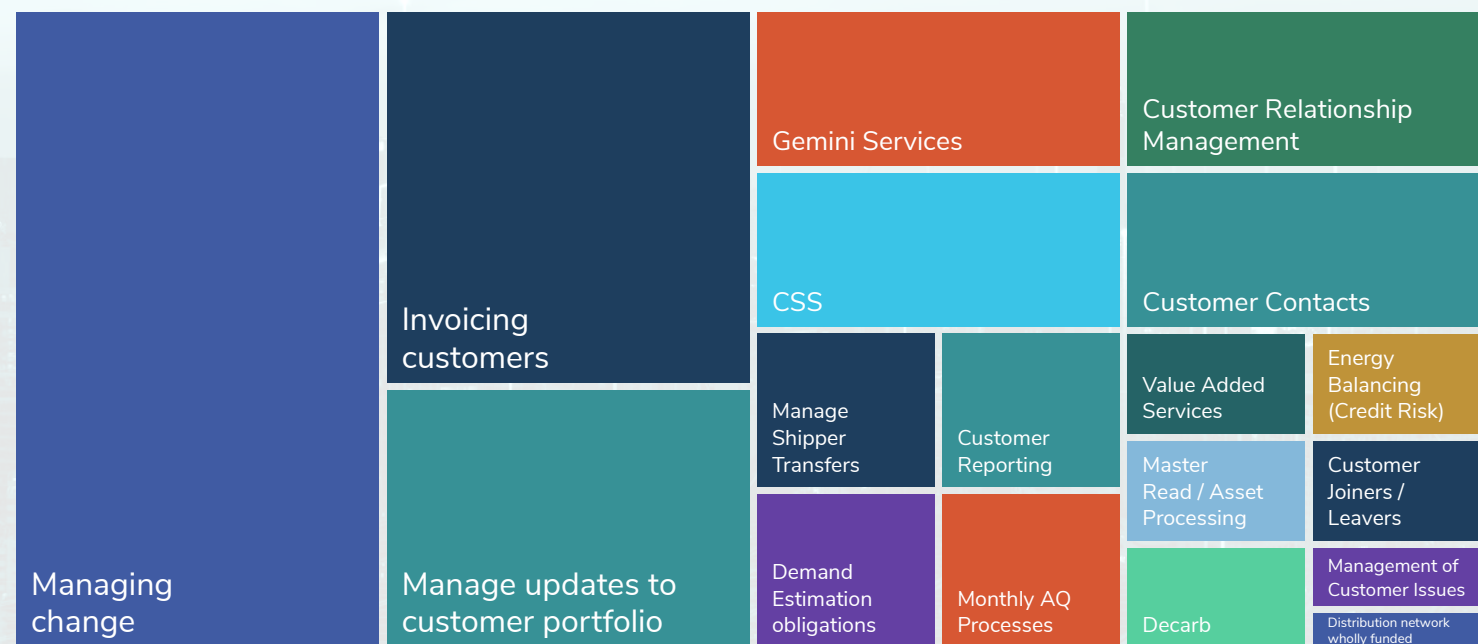 Managing
change
Invoicing
customers
Manage updates to
customer portfolio
Gemini Services
CSS
Manage
Shipper
Transfers
Customer
Reporting
Demand
Estimation
obligations
Monthly AQ
Processes
Customer Relationship
Management
Customer Contacts
Value Added
Services
Energy
Balancing
(Credit Risk)
Master
Read / Asset
Processing
Customer
Joiners /
Leavers
Decarb
Management of
Customer Issues
Distribution network
wholly funded